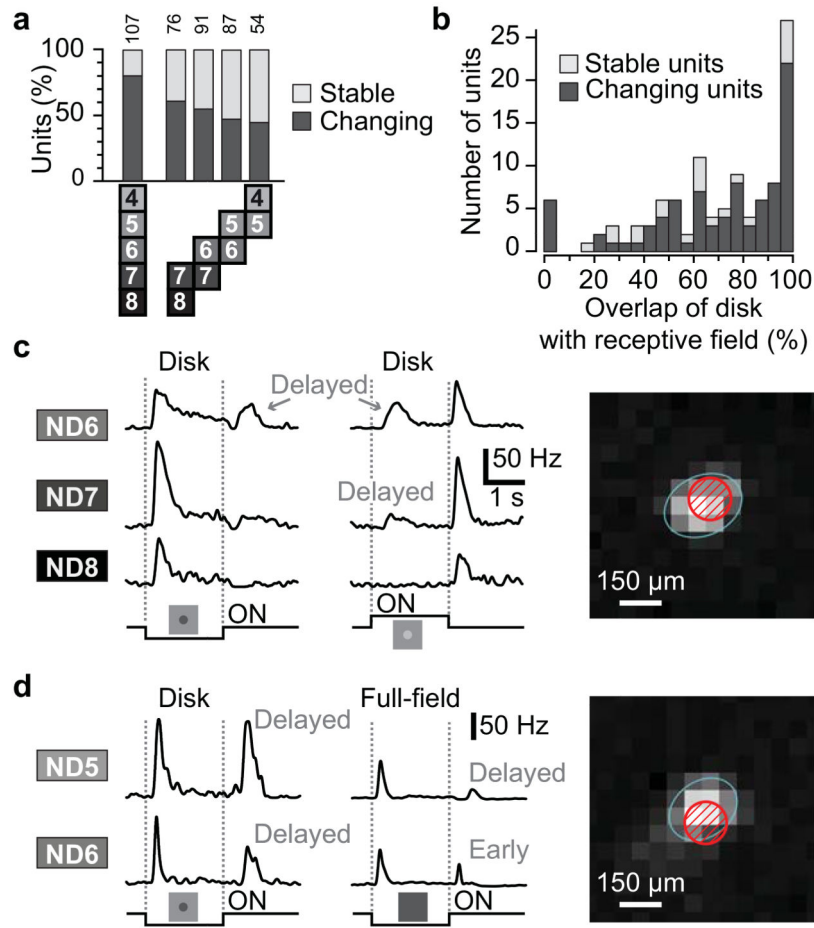 a
107
76
91
87
54
Units (%)
100
50
0
Stable
Changing
4
4
5
5
5
6
6
6
7
7
7
8
8
b
Number of units
25
20
15
10
5
0
Stable units
Changing units
0
20
40
60
80
100
Overlap of disk
with receptive field (%)
c
Disk
Disk
Delayed
ND6
50 Hz
1 s
ND7
Delayed
ND8
ON
ON
150 µm
d
Disk
Full-field
Delayed
50 Hz
ND5
Delayed
Delayed
Early
ND6
ON
ON
150 µm